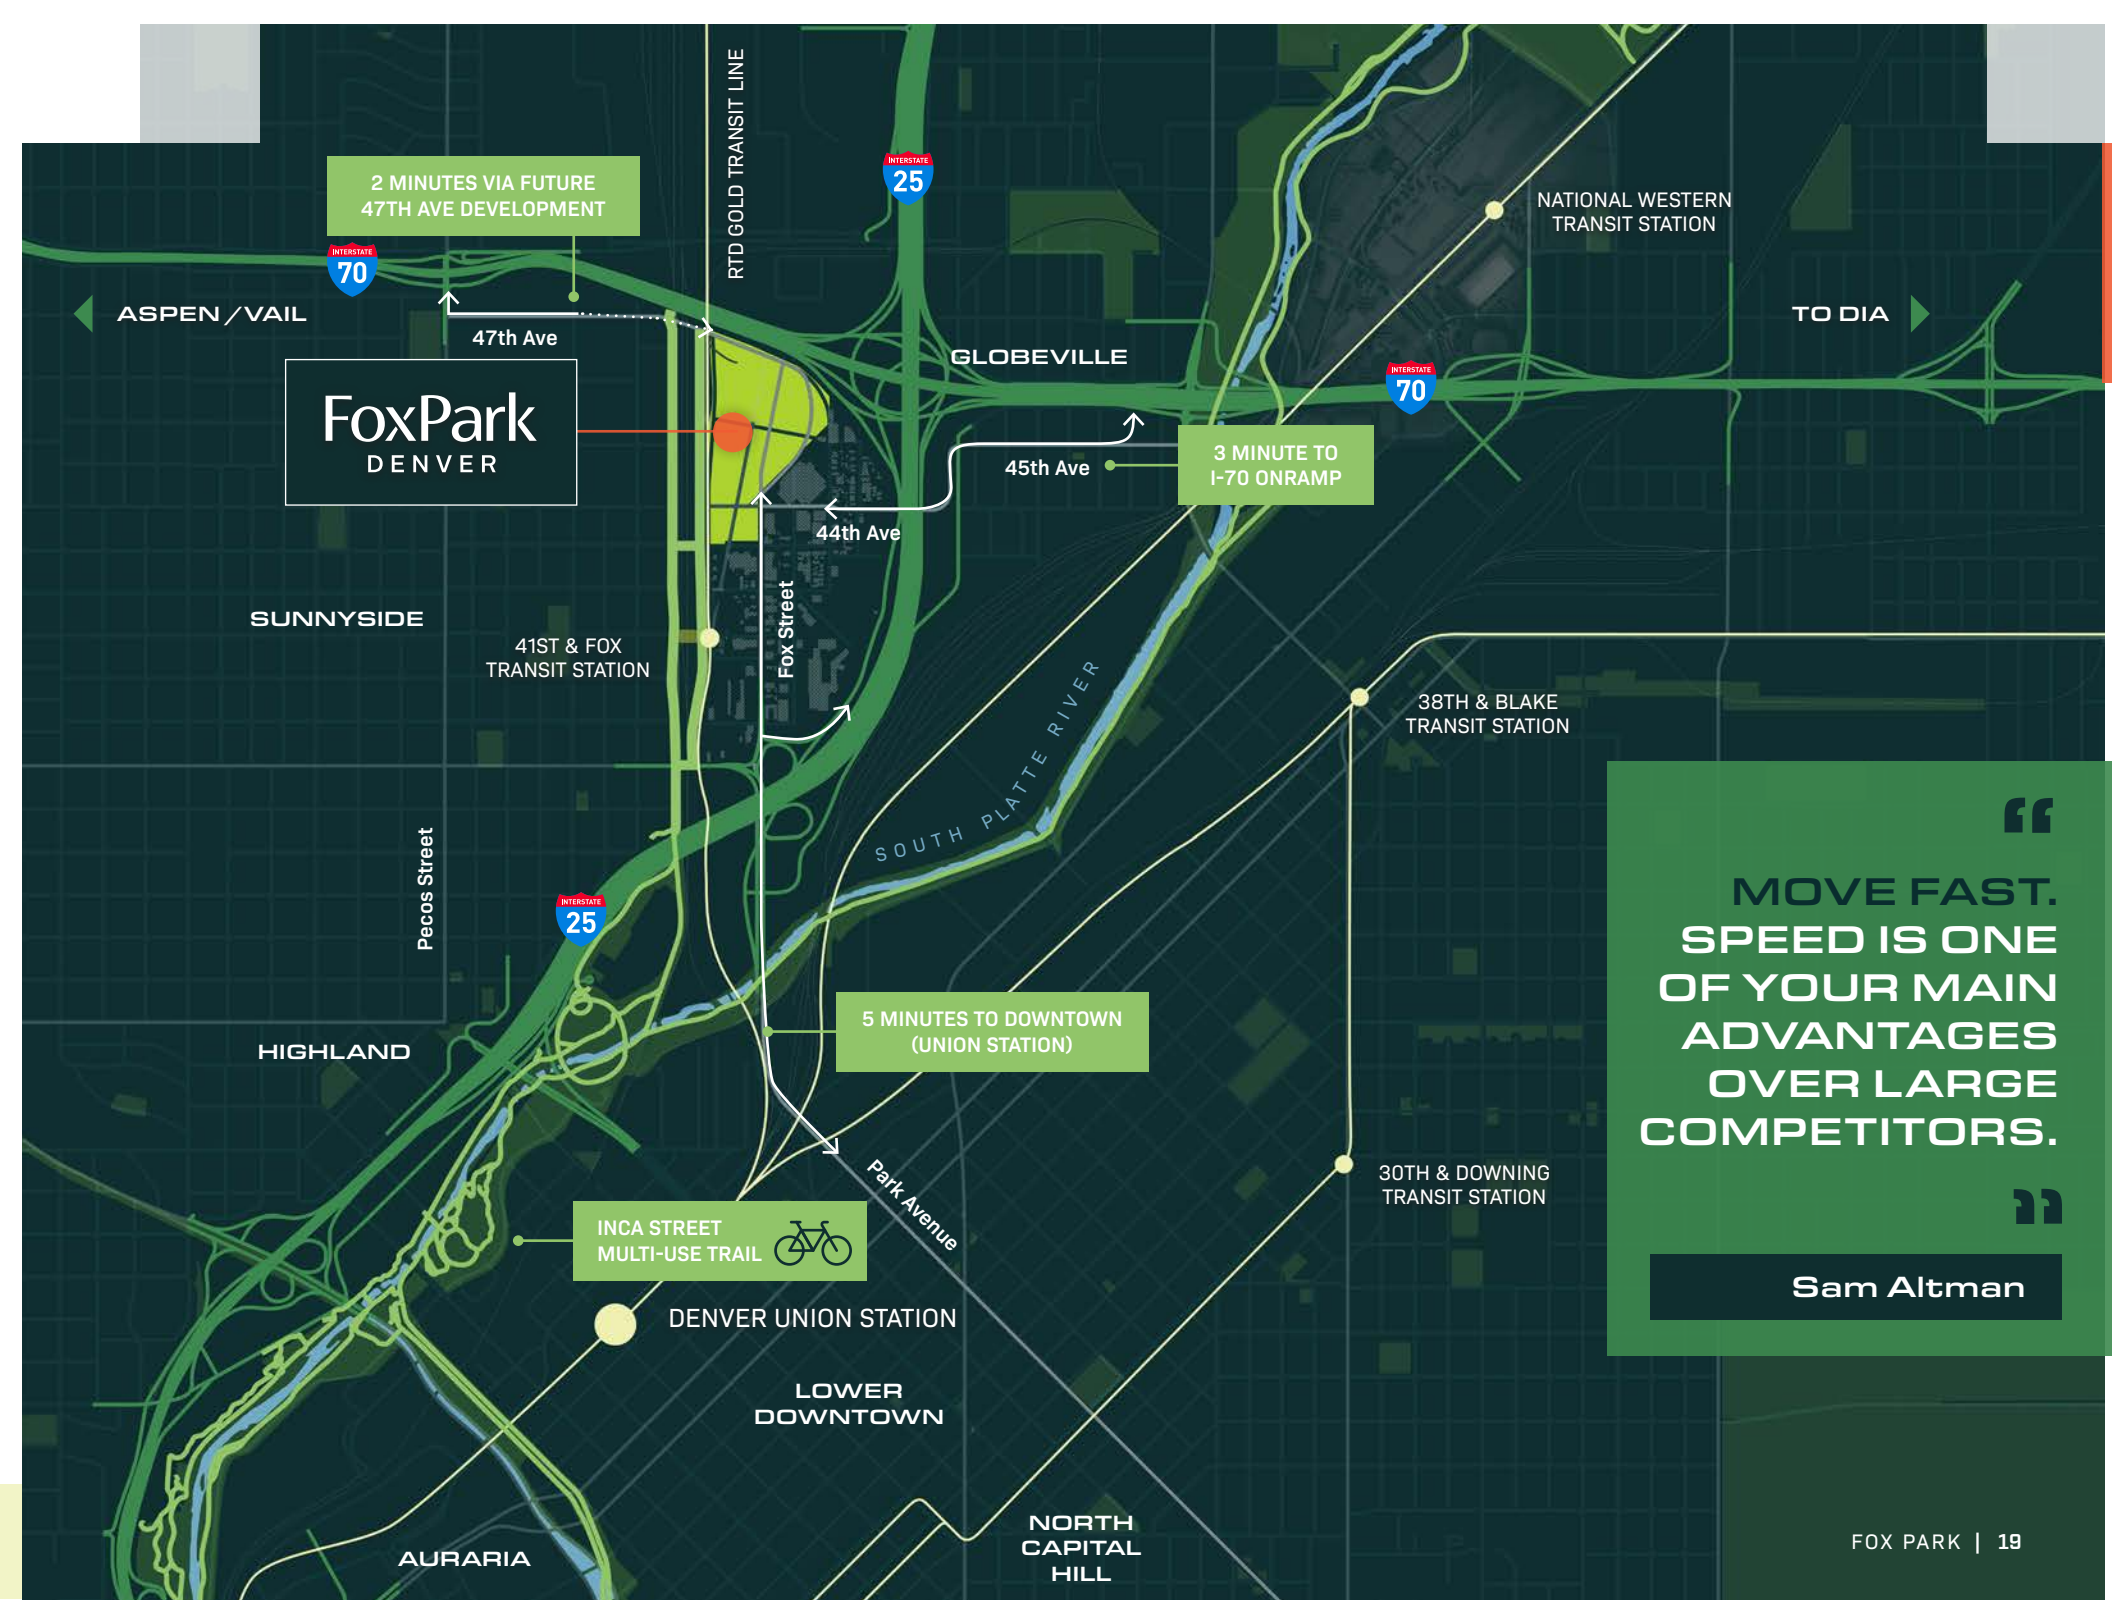 RTD GOLD TRANSIT LINE
INTERSTATE
25
2 MINUTES VIA FUTURE
47TH AVE DEVELOPMENT
NATIONAL WESTERN
TRANSIT STATION
INTERSTATE
70
ASPEN/VAIL
TO DIA
47th Ave
GLOBEVILLE
INTERSTATE
70
FoxPark
DENVER
3 MINUTE TO
I-70 ONRAMP
45th Ave
44th Ave
Fox Street
SUNNYSIDE
41ST & FOX
TRANSIT STATION
SOUTH PLATTE RIVER
38TH & BLAKE
TRANSIT STATION
Pecos Street
INTERSTATE
25
“
MOVE FAST.
SPEED IS ONE
OF YOUR MAIN
ADVANTAGES
OVER LARGE
COMPETITORS.
”
Sam Altman
5 MINUTES TO DOWNTOWN
(UNION STATION)
HIGHLAND
Park Avenue
30TH & DOWNING
TRANSIT STATION
INCA STREET
MULTI-USE TRAIL
DENVER UNION STATION
LOWER
DOWNTOWN
AURARIA
NORTH
CAPITAL
HILL
FOX PARK | 19